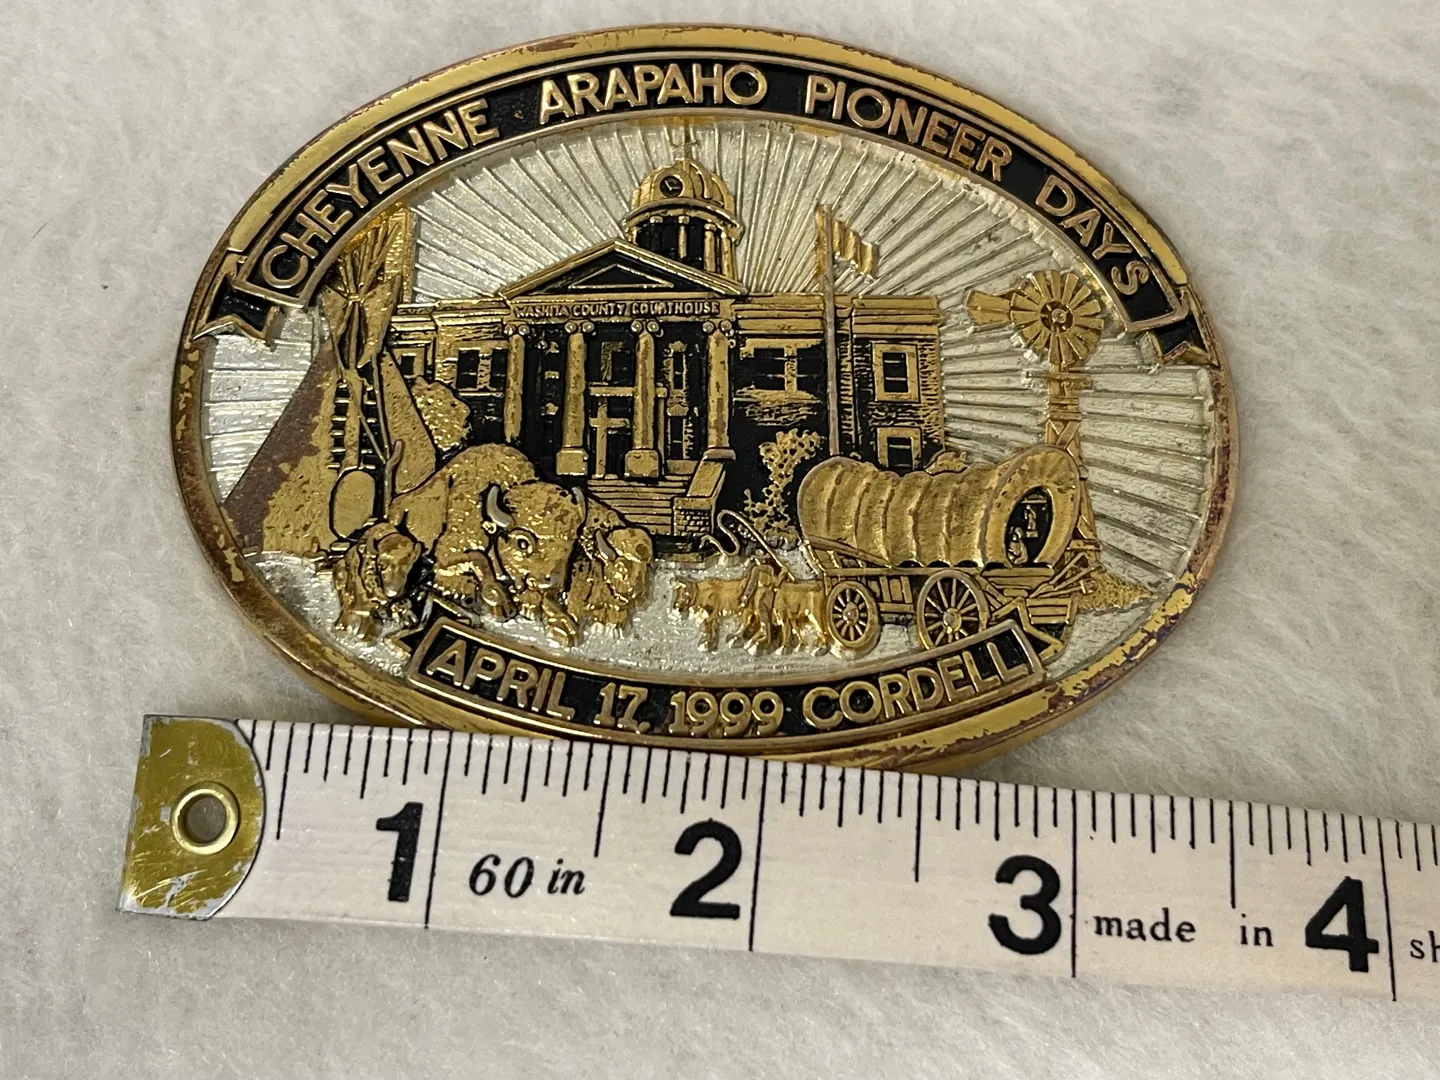 CHEYENNE ARAPAHO PIONEER DAYS
WASHITA COUNTY COURTHOUSE
APRIL 17, 1999 CORDELL
1 60 in 2 3 made in 4 sh